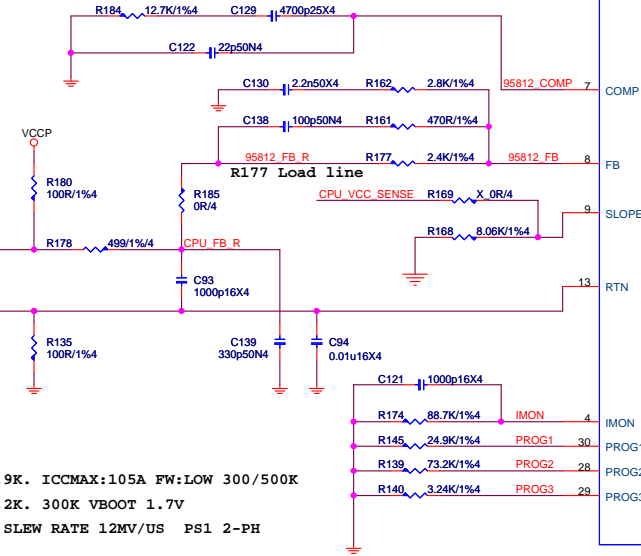 R184 12.7K/1%4 C129 4700p25X4
C122 22p50N4
C130 2.2n50X4 R162 2.8K/1%4 95812_COMP 7 COMP
C138 100p50N4 R161 470R/1%4
VCCP
95812_FB_R R177 2.4K/1%4 95812_FB 8 FB
R177 Load line
R180
100R/1%4
R185
0R/4
CPU_VCC_SENSE R169 X_0R/4
9 SLOPE
R168 8.06K/1%4
R178 499/1%/4 CPU_FB_R
C93
1000p16X4
13 RTN
R135
100R/1%4
C139
330p50N4
C94
0.01u16X4
C121 1000p16X4
R174 88.7K/1%4 IMON 4 IMON
R145 24.9K/1%4 PROG1 30 PROG1
R139 73.2K/1%4 PROG2 28 PROG2
R140 3.24K/1%4 PROG3 29 PROG3
9K. ICCMAX:105A FW:LOW 300/500K
2K. 300K VBOOT 1.7V
SLEW RATE 12MV/US PS1 2-PH